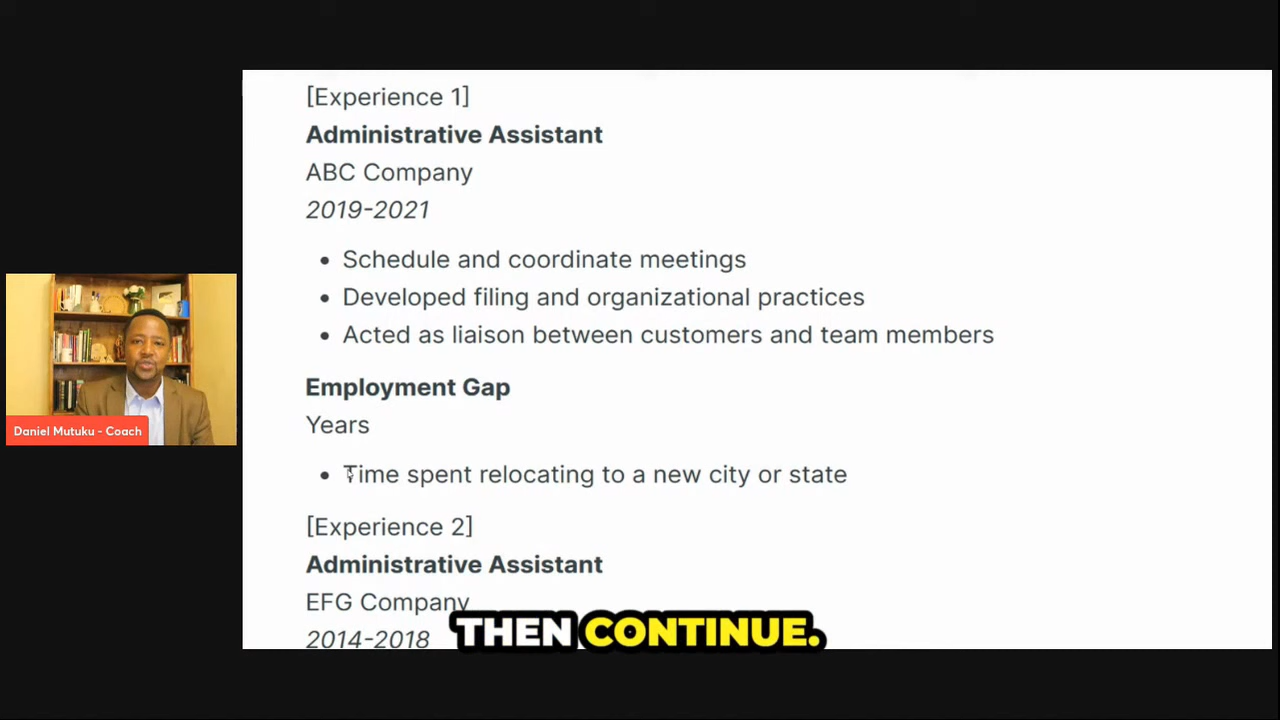 [Experience 1]
Administrative Assistant
ABC Company
2019-2021
• Schedule and coordinate meetings
• Developed filing and organizational practices
• Acted as liaison between customers and team members
Employment Gap
Years
• Time spent relocating to a new city or state
[Experience 2]
Administrative Assistant
EFG Company
2014-2018
THEN CONTINUE.
Daniel Mutuku - Coach